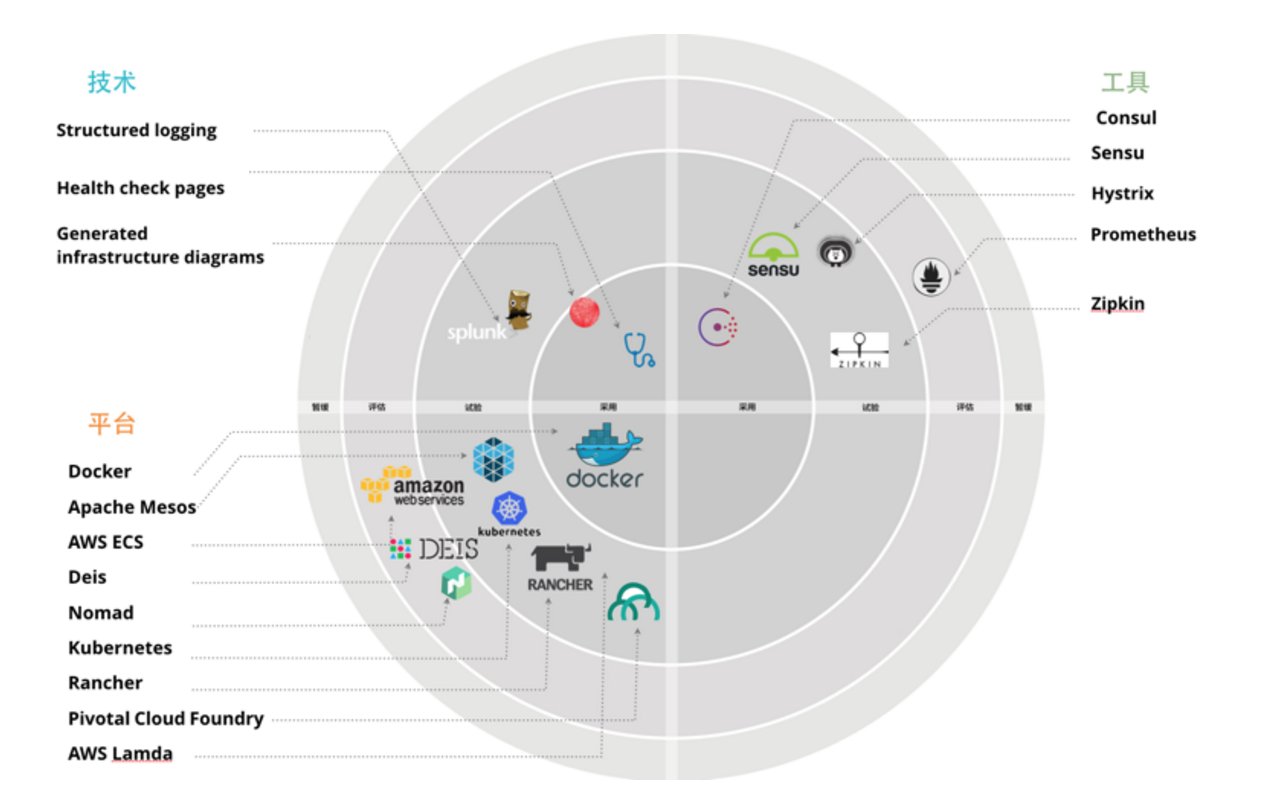 技术
Structured logging
Health check pages
Generated
infrastructure diagrams
工具
Consul
Sensu
Hystrix
Prometheus
Zipkin
sensu
splunk
ZIPKIN
暂缓
评估
试验
采用
采用
试验
评估
暂缓
平台
Docker
Apache Mesos
AWS ECS
Deis
Nomad
Kubernetes
Rancher
Pivotal Cloud Foundry
AWS Lamda
docker
amazon
webservices
kubernetes
DEIS
RANCHER